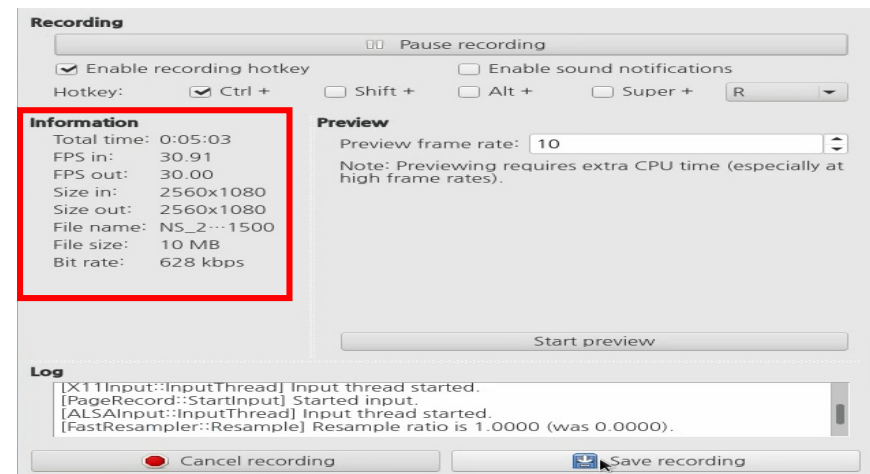 Recording
Pause recording
Enable recording hotkey Enable sound notifications
Hotkey: Ctrl + Shift + Alt + Super + R
Information
Total time: 0:05:03
FPS in: 30.91
FPS out: 30.00
Size in: 2560x1080
Size out: 2560x1080
File name: NS_2···1500
File size: 10 MB
Bit rate: 628 kbps
Preview
Preview frame rate: 10
Note: Previewing requires extra CPU time (especially at
high frame rates).
Start preview
Log
[X11Input::InputThread] Input thread started.
[PageRecord::StartInput] Started input.
[ALSAInput::InputThread] Input thread started.
[FastResampler::Resample] Resample ratio is 1.0000 (was 0.0000).
Cancel recording
Save recording